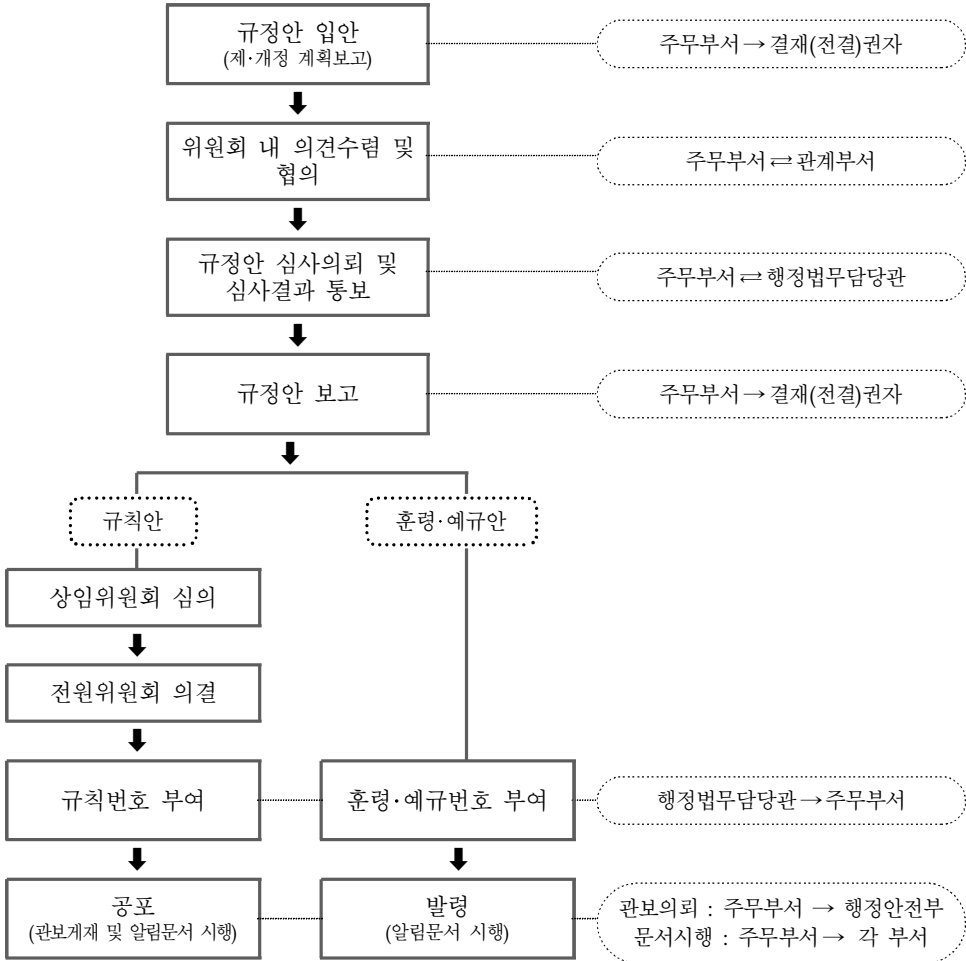 규정안 입안
(제·개정 계획보고)
주무부서→결재(전결)권자
위원회 내 의견수렴 및
협의
주무부서⇄관계부서
규정안 심사의뢰 및
심사결과 통보
주무부서⇄행정법무담당관
규정안 보고
주무부서→결재(전결)권자
규칙안
훈령·예규안
상임위원회 심의
전원위원회 의결
규칙번호 부여
훈령·예규번호 부여
행정법무담당관→주무부서
공포
(관보게재 및 알림문서 시행)
발령
(알림문서 시행)
관보의뢰 : 주무부서 → 행정안전부
문서시행 : 주무부서→ 각 부서